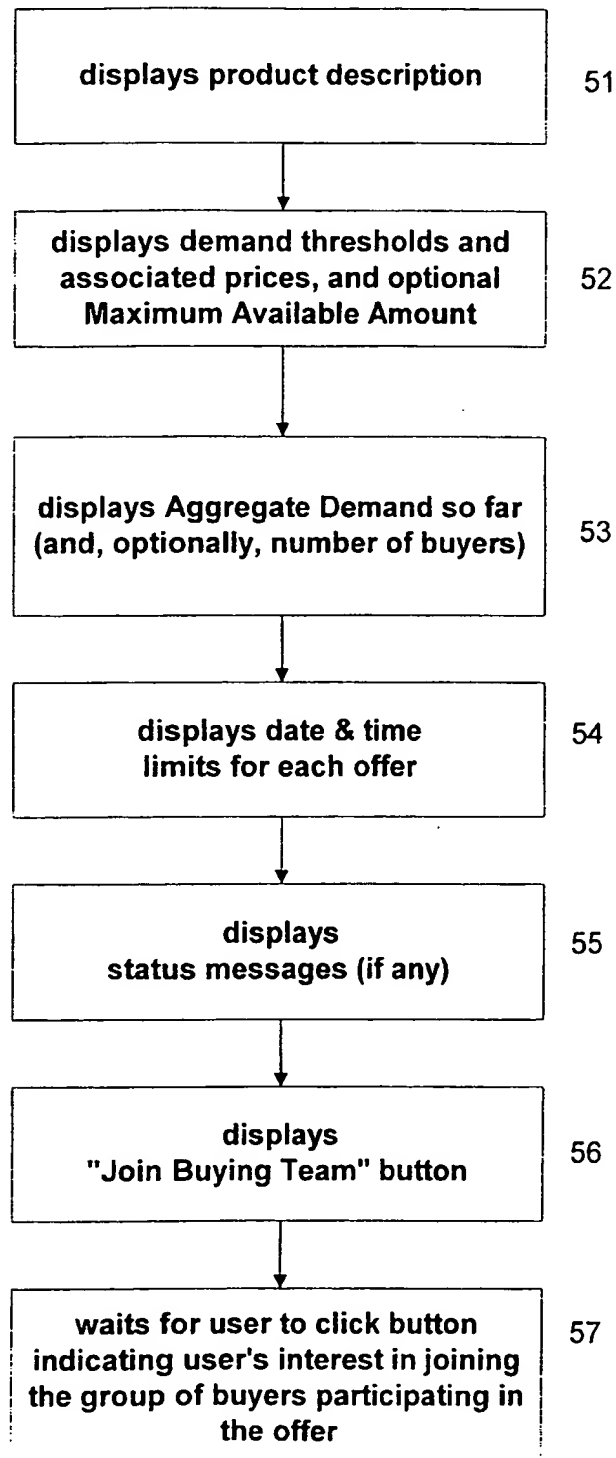 displays product description
51
displays demand thresholds and
associated prices, and optional
Maximum Available Amount
52
displays Aggregate Demand so far
(and, optionally, number of buyers)
53
displays date & time
limits for each offer
54
displays
status messages (if any)
55
displays
"Join Buying Team" button
56
waits for user to click button
indicating user's interest in joining
the group of buyers participating in
the offer
57